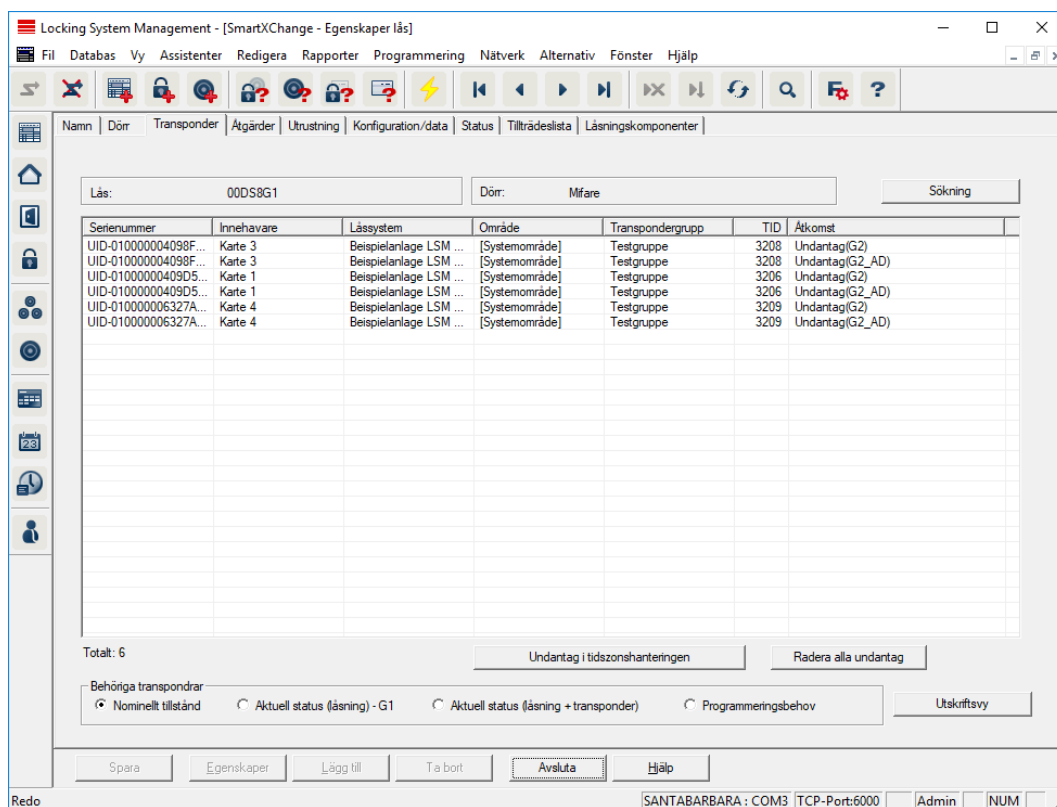 Locking System Management - [SmartXChange - Egenskaper lås]
Fil Databas Vy Assistenter Redigera Rapporter Programmering Nätverk Alternativ Fönster Hjälp
Namn Dörr Transponder Åtgärder Utrustning Konfiguration/data Status Tillträdeslista Låsningskomponenter
Lås: 00DS8G1 Dörr: Mifare Sökning
Serienummer Innehavare Låssystem Område Transpondergrupp TID Åtkomst
UID-010000004098F... Karte 3 Beispielanlage LSM ... [Systemområde] Testgruppe 3208 Undantag(G2)
UID-010000004098F... Karte 3 Beispielanlage LSM ... [Systemområde] Testgruppe 3208 Undantag(G2_AD)
UID-010000000409D5... Karte 1 Beispielanlage LSM ... [Systemområde] Testgruppe 3206 Undantag(G2)
UID-010000000409D5... Karte 1 Beispielanlage LSM ... [Systemområde] Testgruppe 3206 Undantag(G2_AD)
UID-010000006327A... Karte 4 Beispielanlage LSM ... [Systemområde] Testgruppe 3209 Undantag(G2)
UID-010000006327A... Karte 4 Beispielanlage LSM ... [Systemområde] Testgruppe 3209 Undantag(G2_AD)
Totalt: 6 Undantag i tidszonshanteringen Radera alla undantag
Behöriga transpondrar
Nominellt tillstånd Aktuell status (låsning) - G1 Aktuell status (låsning + transponder) Programmeringsbehov Utskriftsvy
Spara Egenskaper Lägg till Ta bort Avsluta Hjälp
Redo SANTABARBARA : COM3 TCP-Port:6000 Admin NUM